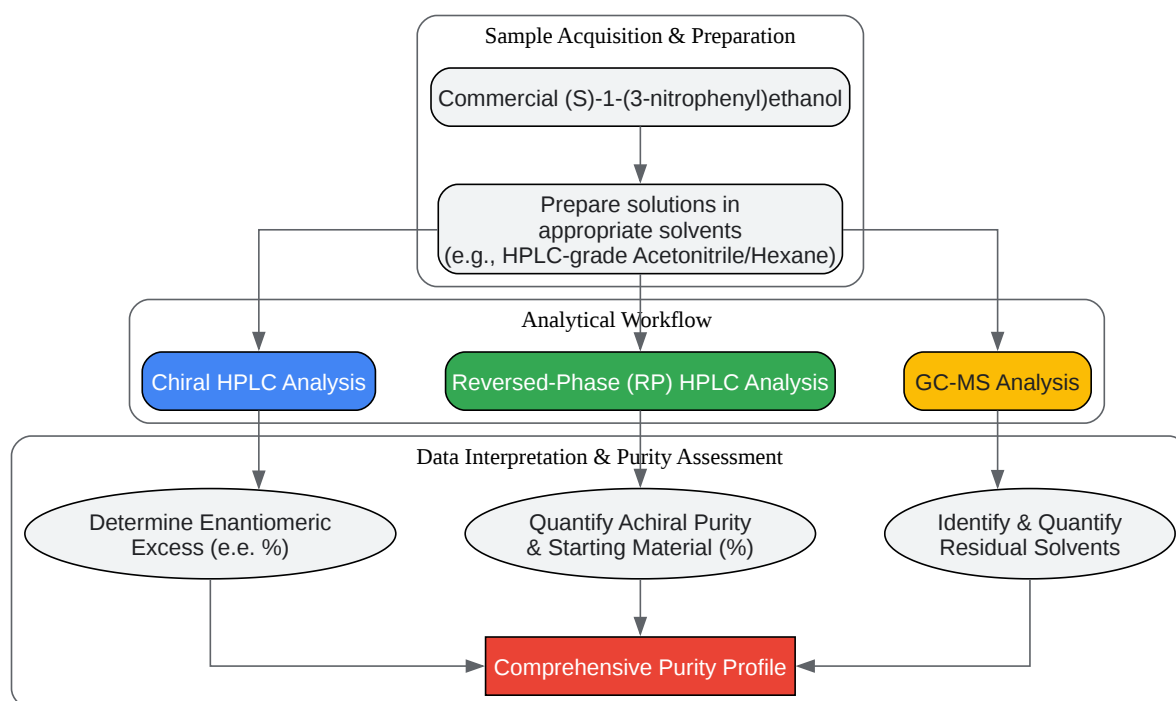 Sample Acquisition & Preparation
Commercial (S)-1-(3-nitrophenyl)ethanol
Prepare solutions in
appropriate solvents
(e.g., HPLC-grade Acetonitrile/Hexane)
Analytical Workflow
Chiral HPLC Analysis
Reversed-Phase (RP) HPLC Analysis
GC-MS Analysis
Data Interpretation & Purity Assessment
Determine Enantiomeric
Excess (e.e. %)
Quantify Achiral Purity
& Starting Material (%)
Identify & Quantify
Residual Solvents
Comprehensive Purity Profile